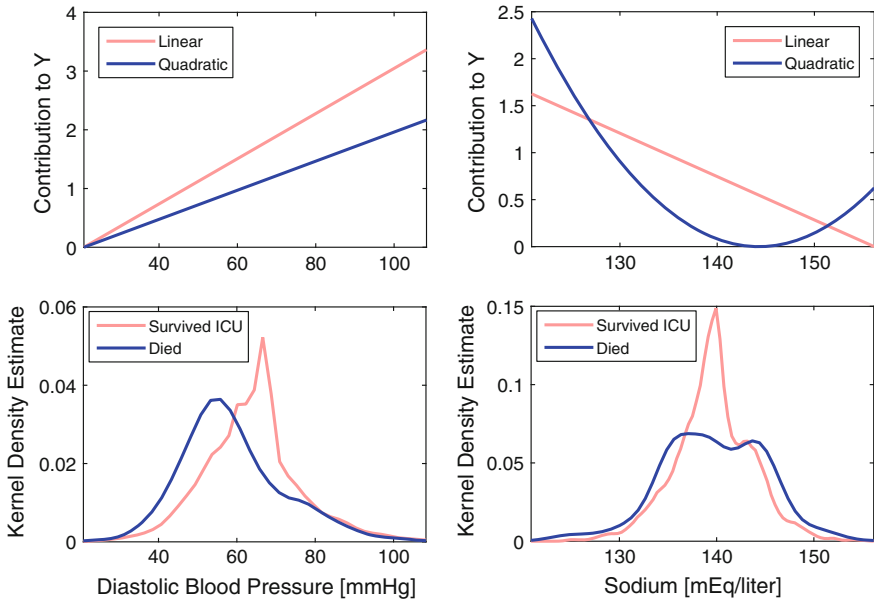 Contribution to Y
4
3
2
1
0
Linear
Quadratic
40
60
80
100
Contribution to Y
2.5
2
1.5
1
0.5
0
Linear
Quadratic
130
140
150
Kernel Density Estimate
0.06
0.04
0.02
0
Survived ICU
Died
40
60
80
100
Diastolic Blood Pressure [mmHg]
Kernel Density Estimate
0.15
0.10
0.05
0
Survived ICU
Died
130
140
150
Sodium [mEq/liter]